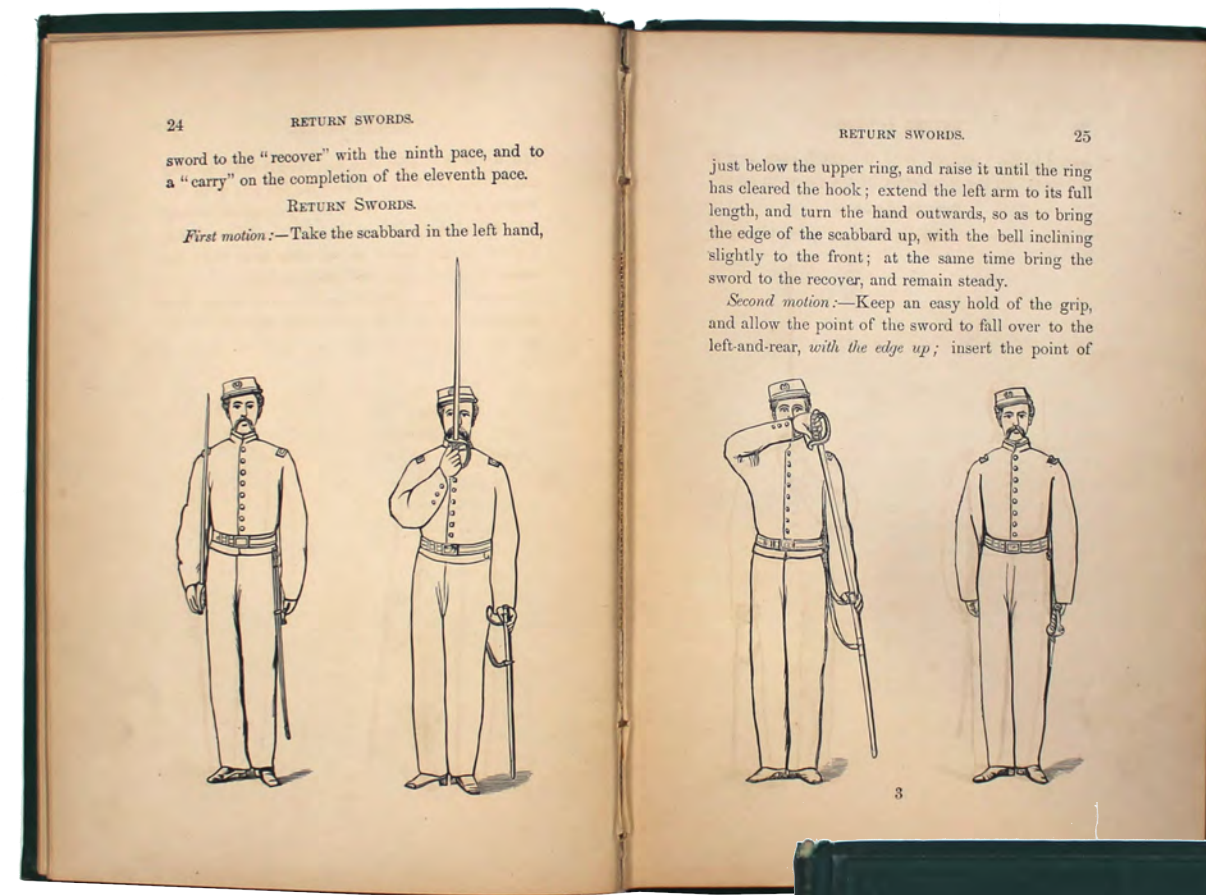 24
RETURN SWORDS.
sword to the “recover” with the ninth pace, and to
a “carry” on the completion of the eleventh pace.
RETURN SWORDS.
First motion:—Take the scabbard in the left hand,
RETURN SWORDS.
25
just below the upper ring, and raise it until the ring
has cleared the hook; extend the left arm to its full
length, and turn the hand outwards, so as to bring
the edge of the scabbard up, with the bell inclining
slightly to the front; at the same time bring the
sword to the recover, and remain steady.
Second motion:—Keep an easy hold of the grip,
and allow the point of the sword to fall over to the
left-and-rear, with the edge up; insert the point of
3